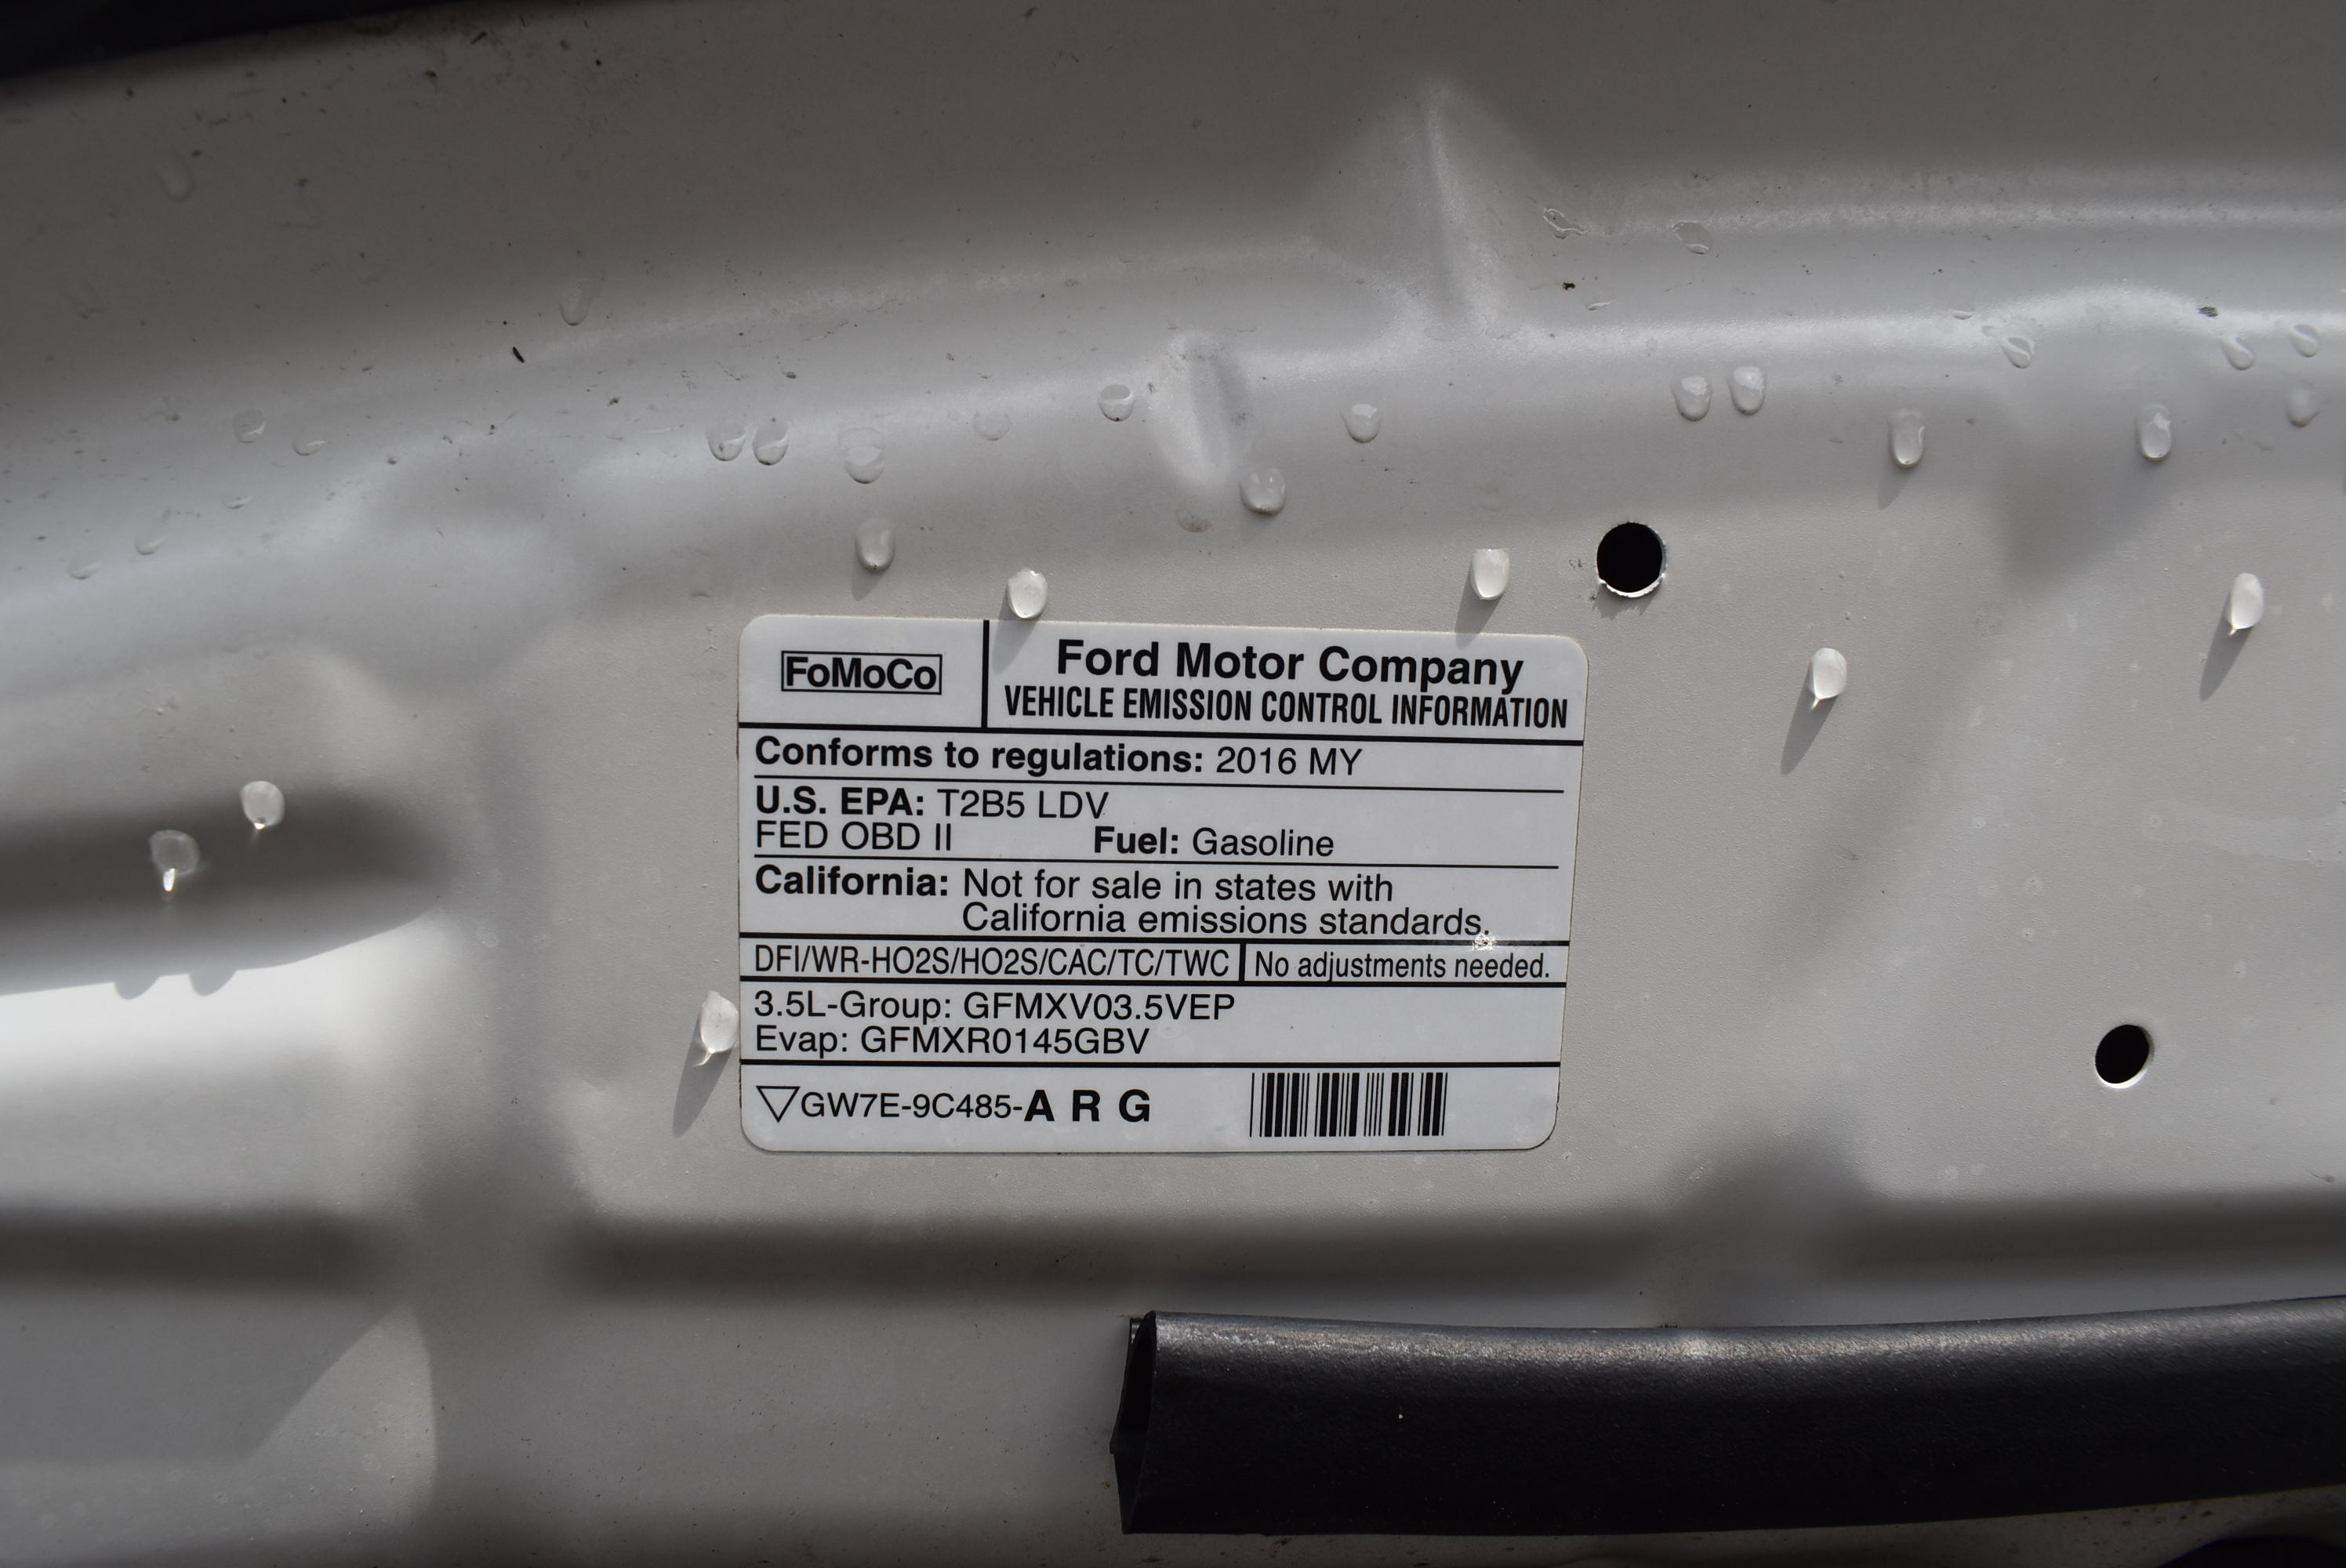 FoMoCo
Ford Motor Company
VEHICLE EMISSION CONTROL INFORMATION
Conforms to regulations: 2016 MY
U.S. EPA: T2B5 LDV
FED OBD II Fuel: Gasoline
California: Not for sale in states with
California emissions standards.
DFI/WR-HO2S/HO2S/CAC/TC/TWC No adjustments needed.
3.5L-Group: GFMXV03.5VEP
Evap: GFMXR0145GBV
GW7E-9C485-A R G